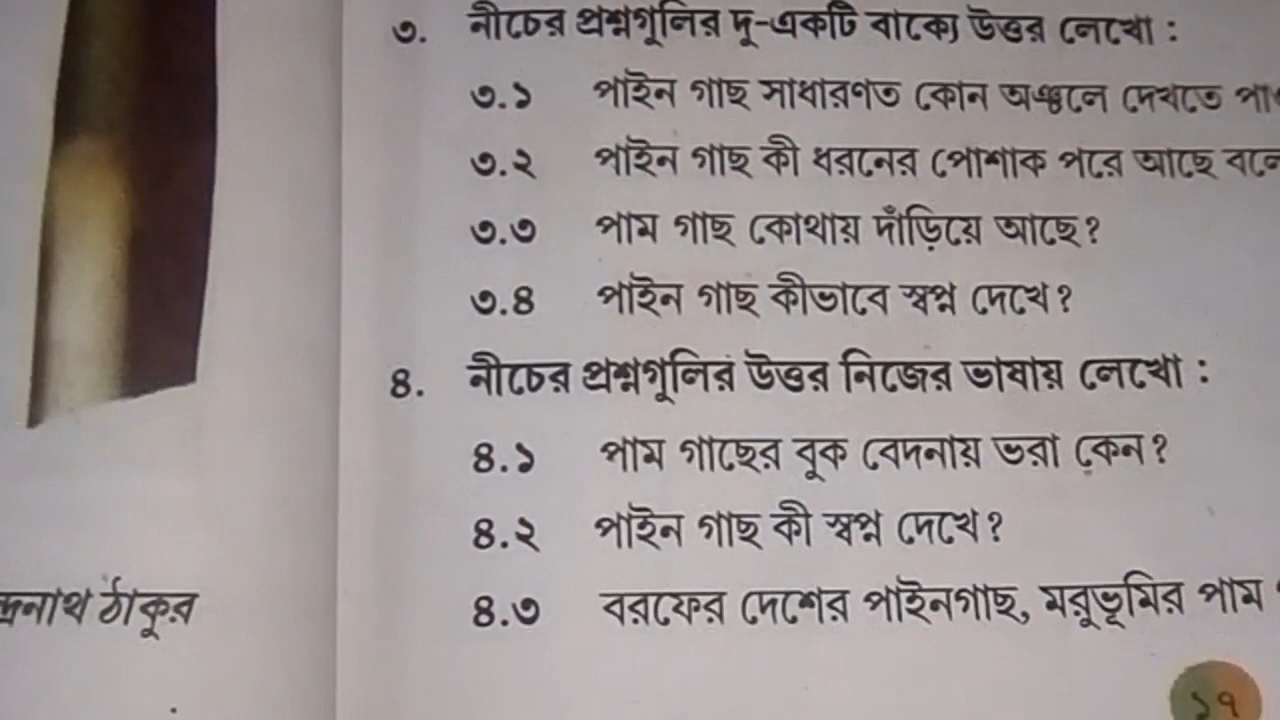 ৩. নীচের প্রশ্নগুলির দু-একটি বাক্যে উত্তর লেখো :
৩.১ পাইন গাছ সাধারণত কোন অঞ্চলে দেখতে
৩.২ পাইন গাছ কী ধরনের পোশাক পরে আছে
৩.৩ পাম গাছ কোথায় দাঁড়িয়ে আছে?
৩.৪ পাইন গাছ কীভাবে স্বপ্ন দেখে?
৪. নীচের প্রশ্নগুলির উত্তর নিজের ভাষায় লেখো :
৪.১ পাম গাছের বুক বেদনায় ভরা কেন?
৪.২ পাইন গাছ কী স্বপ্ন দেখে?
৪.৩ বরফের দেশের পাইনগাছ, মরুভূমির পাম
ঠাকুর
১৭